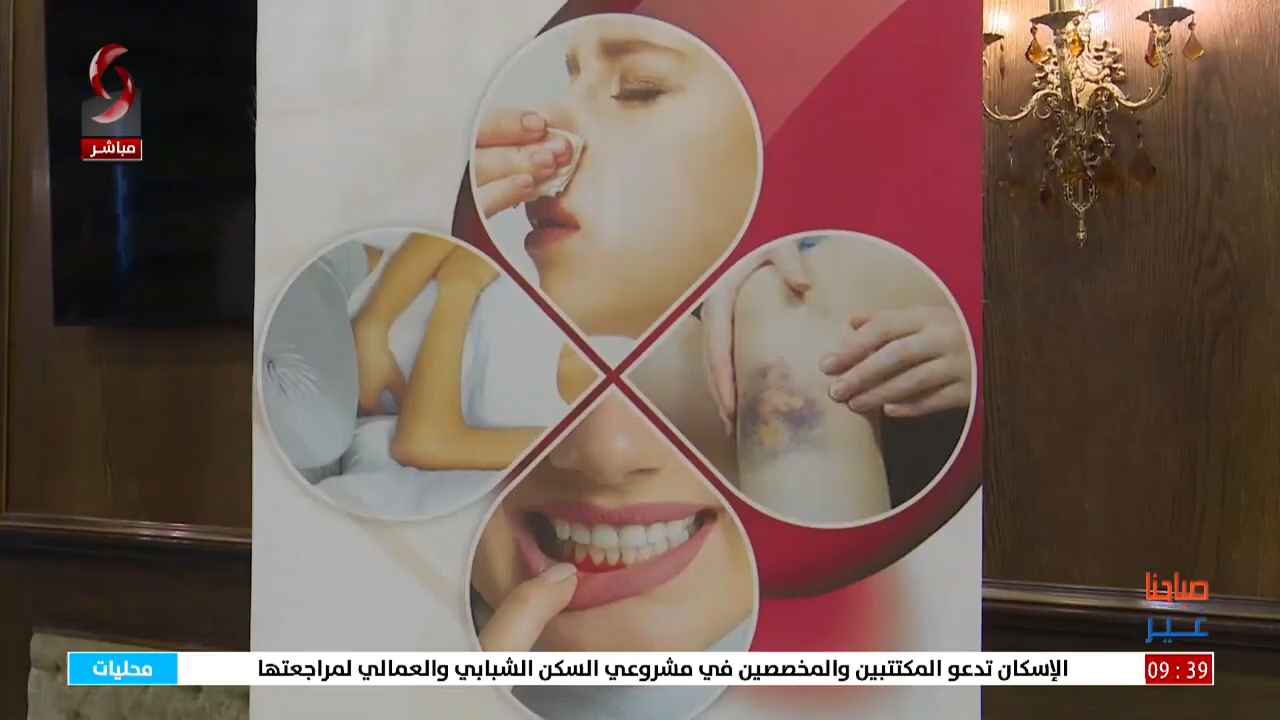 مباشر
صباحنا
غير
محليات
الإسكان تدعو المكتتبين والمخصصين في مشروعي السكن الشبابي والعمالي لمراجعتها
09 : 39